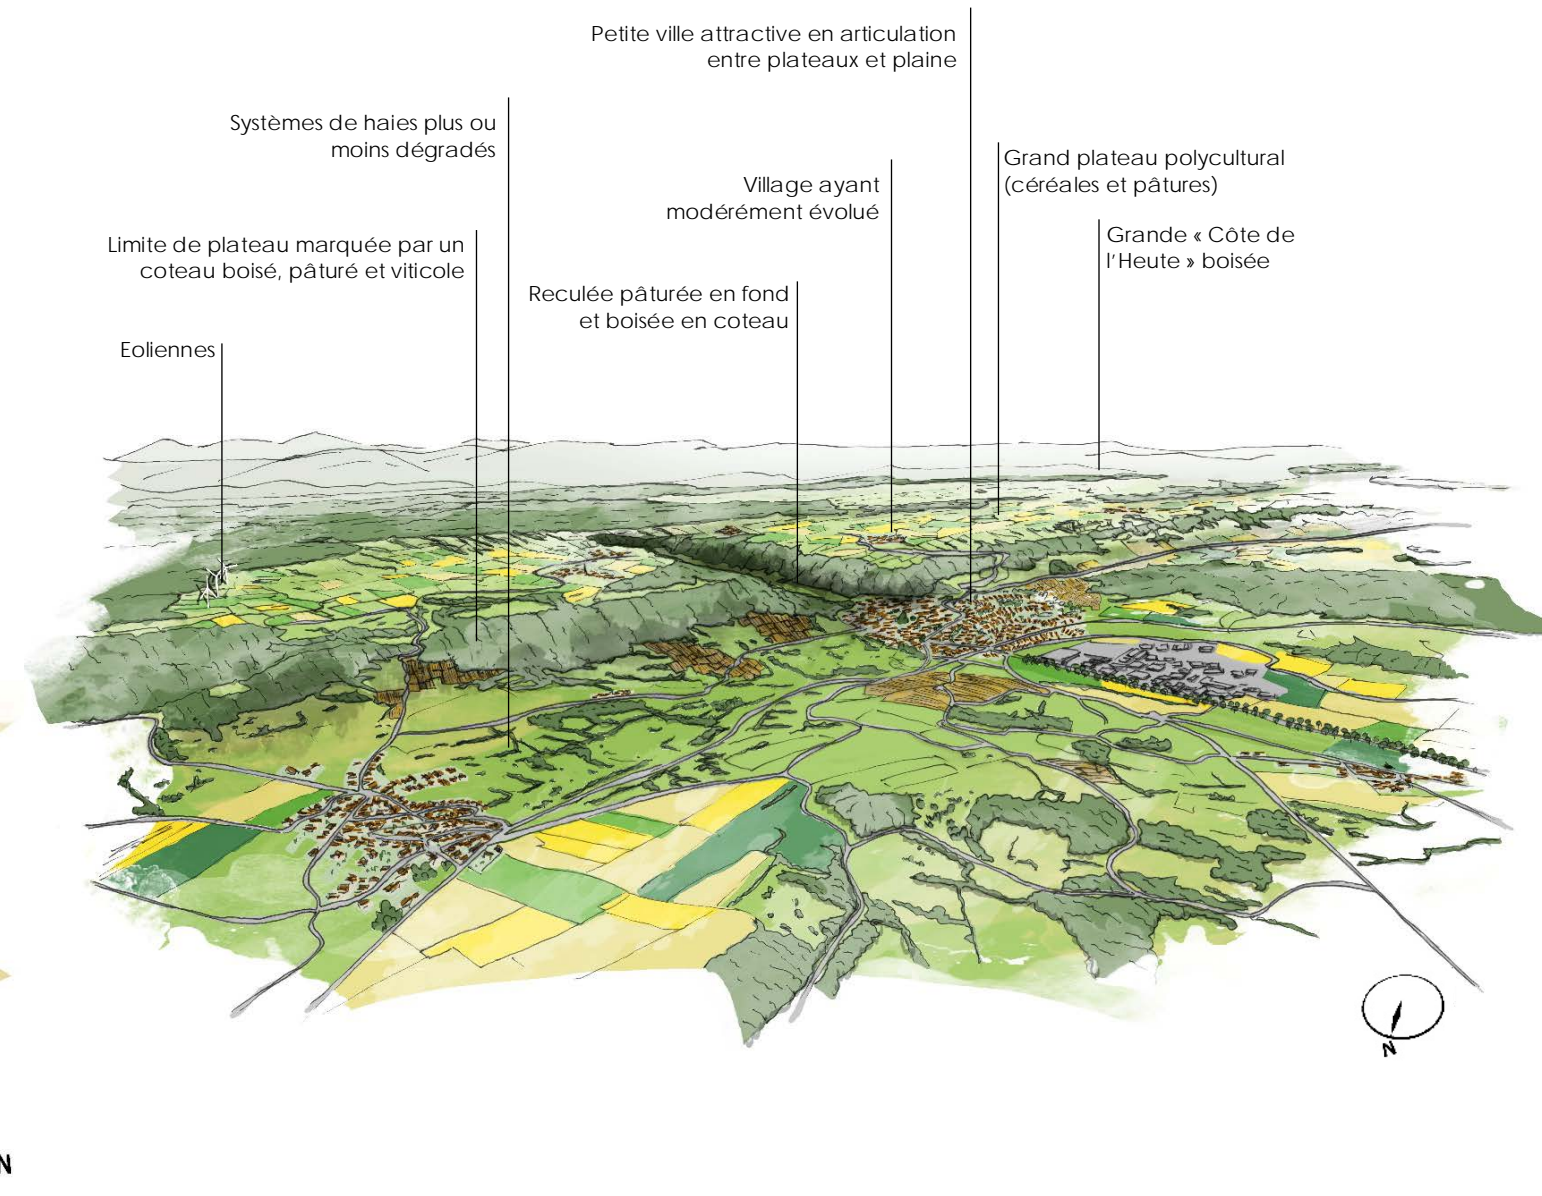 Petite ville attractive en articulation
entre plateaux et plaine
Systèmes de haies plus ou
moins dégradés
Village ayant
modérément évolué
Grand plateau polycultural
(céréales et pâtures)
Limite de plateau marquée par un
coteau boisé, pâturé et viticole
Grande « Côte de
l'Heute » boisée
Reculée pâturée en fond
et boisée en coteau
Eoliennes
N
N